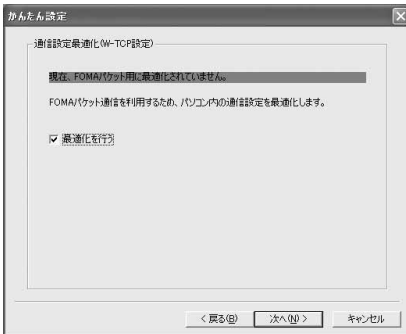 かんたん設定
通信設定最適化(W-TCP設定)
現在、FOMAパケット用に最適化されていません。
FOMAパケット通信を利用するため、パソコン内の通信設定を最適化します。
最適化を行う
< 戻る(B)
次へ(N) >
キャンセル